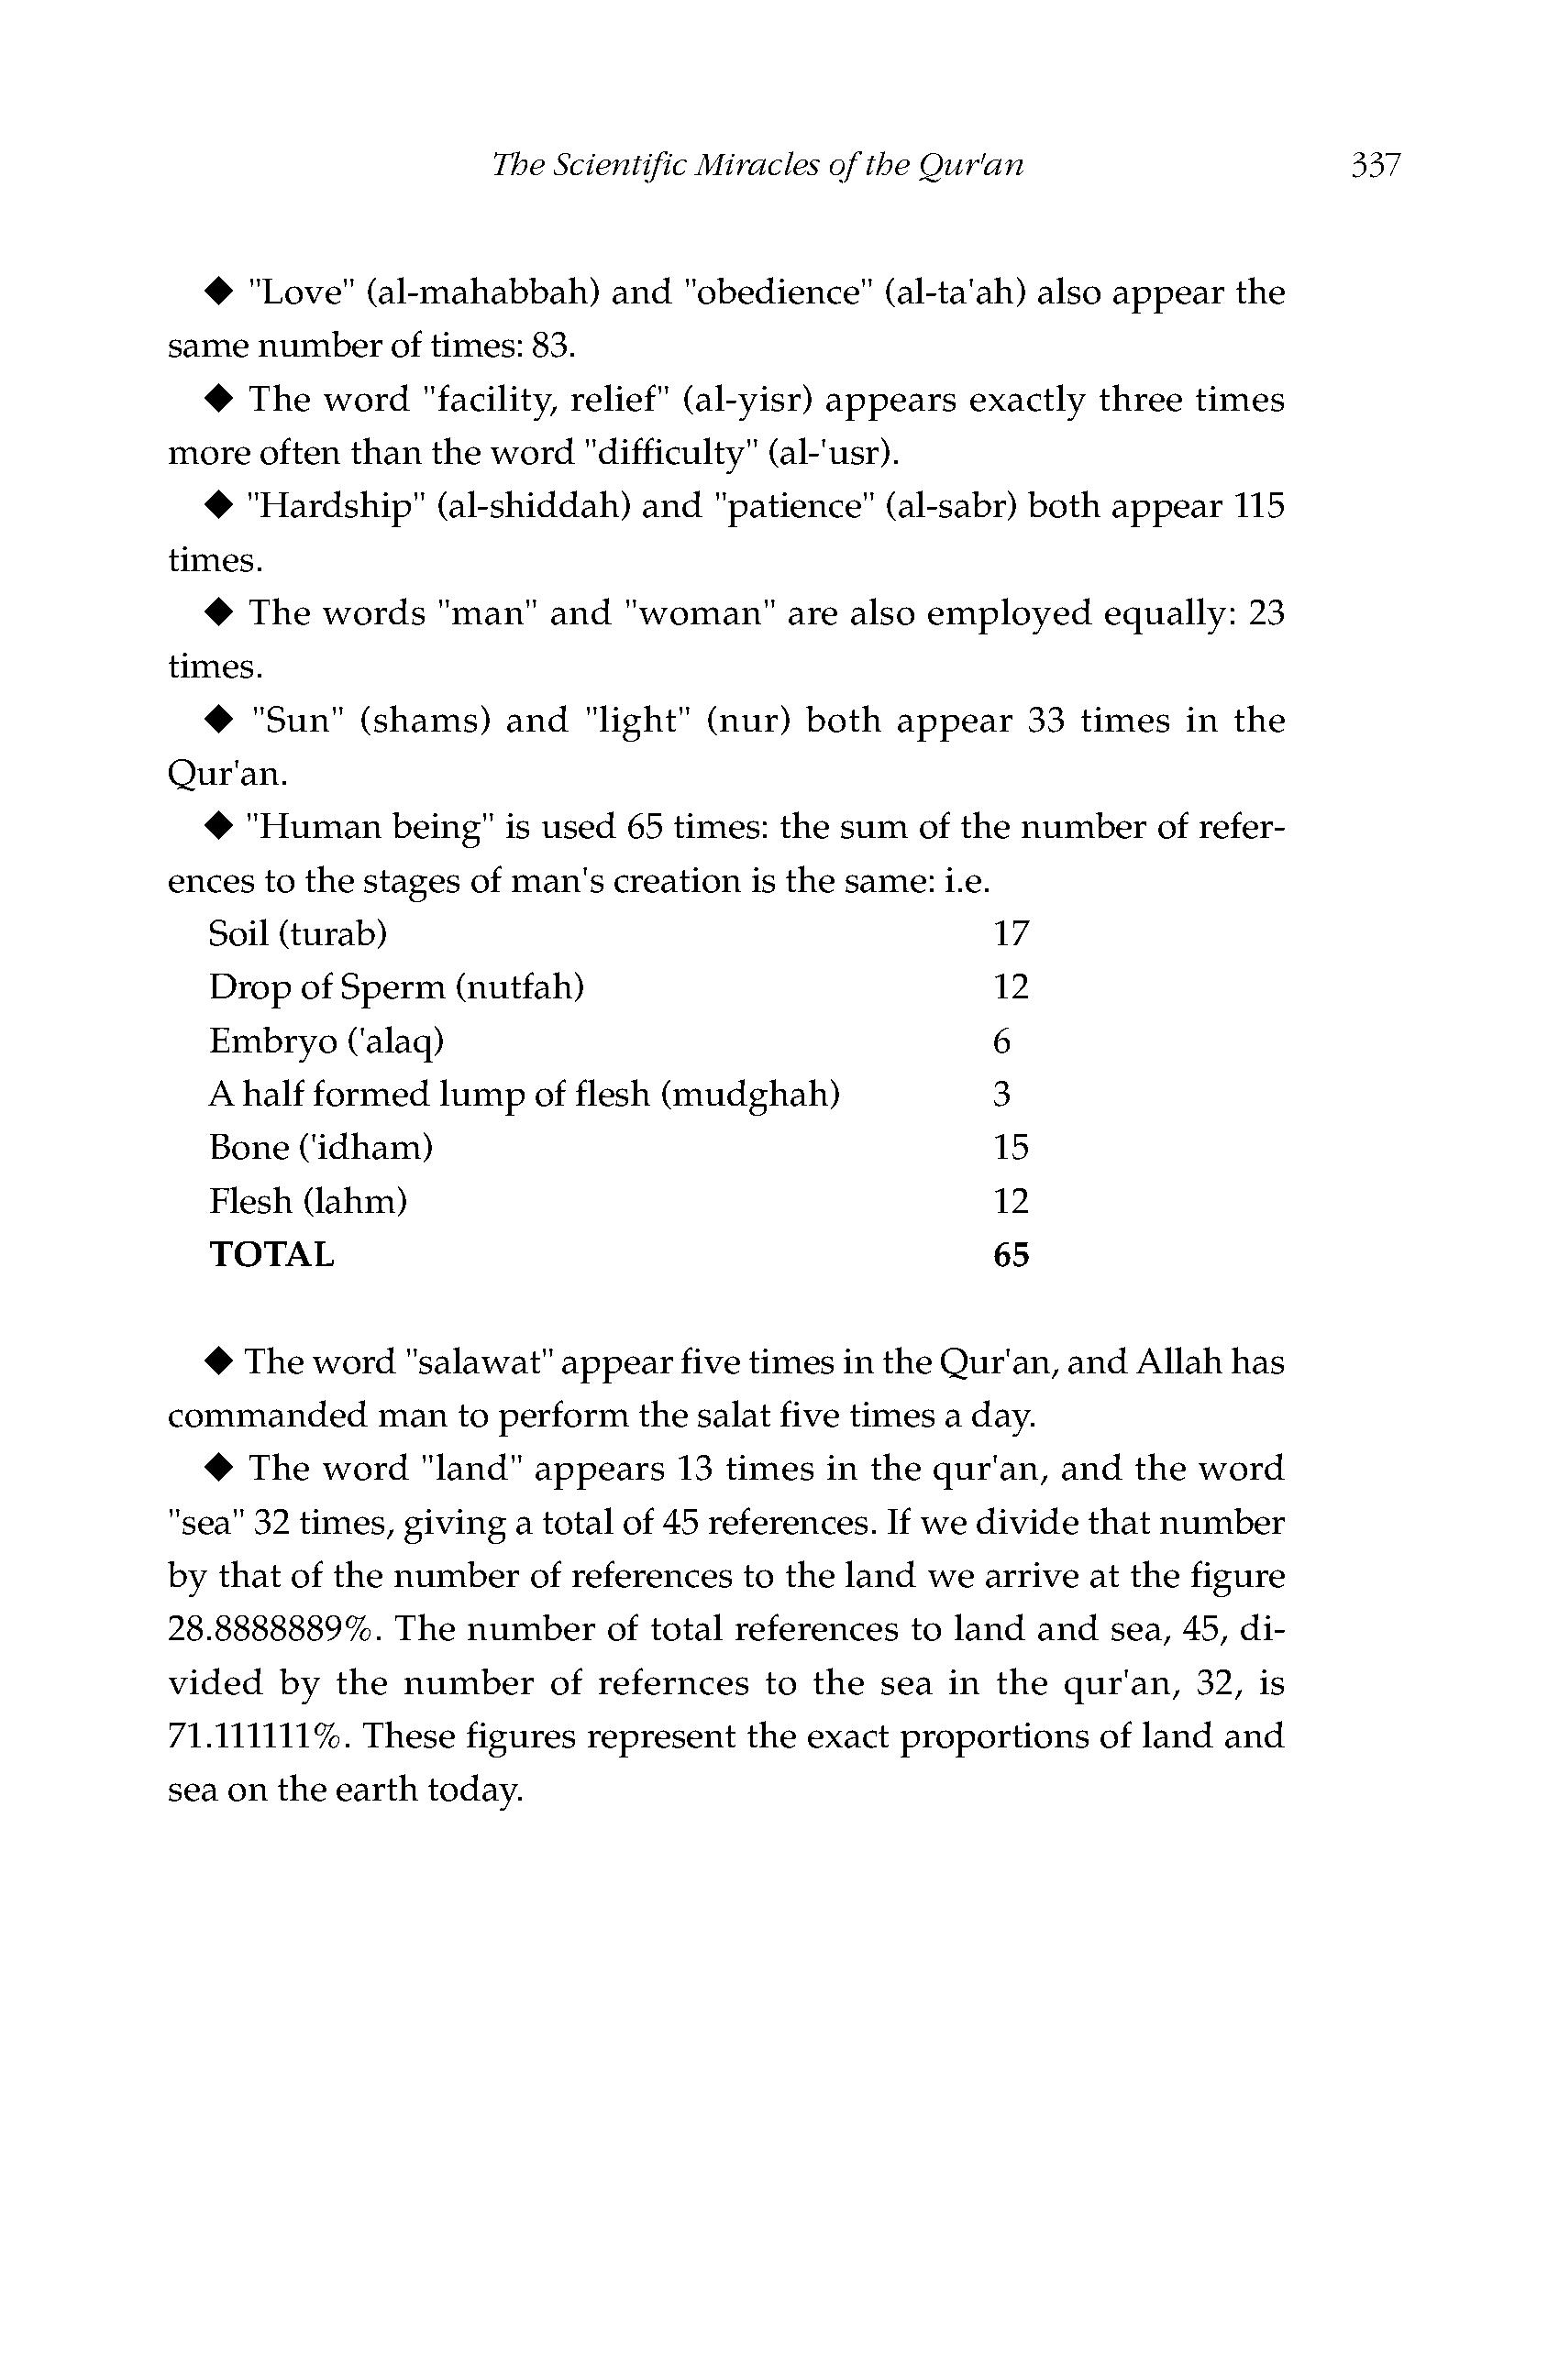 The Scientific Miracles of the Qur'an 337
◆ "Love" (al-mahabbah) and "obedience" (al-ta'ah) also appear the
same number of times: 83.
◆ The word "facility, relief" (al-yisr) appears exactly three times
more often than the word "difficulty" (al-'usr).
◆ "Hardship" (al-shiddah) and "patience" (al-sabr) both appear 115
times.
◆ The words "man" and "woman" are also employed equally: 23
times.
◆ "Sun" (shams) and "light" (nur) both appear 33 times in the
Qur'an.
◆ "Human being" is used 65 times: the sum of the number of refer-
ences to the stages of man's creation is the same: i.e.
Soil (turab) 17
Drop of Sperm (nutfah) 12
Embryo ('alaq) 6
A half formed lump of flesh (mudghah) 3
Bone ('idham) 15
Flesh (lahm) 12
TOTAL 65
◆ The word "salawat" appear five times in the Qur'an, and Allah has
commanded man to perform the salat five times a day.
◆ The word "land" appears 13 times in the qur'an, and the word
"sea" 32 times, giving a total of 45 references. If we divide that number
by that of the number of references to the land we arrive at the figure
28.8888889%. The number of total references to land and sea, 45, di-
vided by the number of refernces to the sea in the qur'an, 32, is
71.111111%. These figures represent the exact proportions of land and
sea on the earth today.